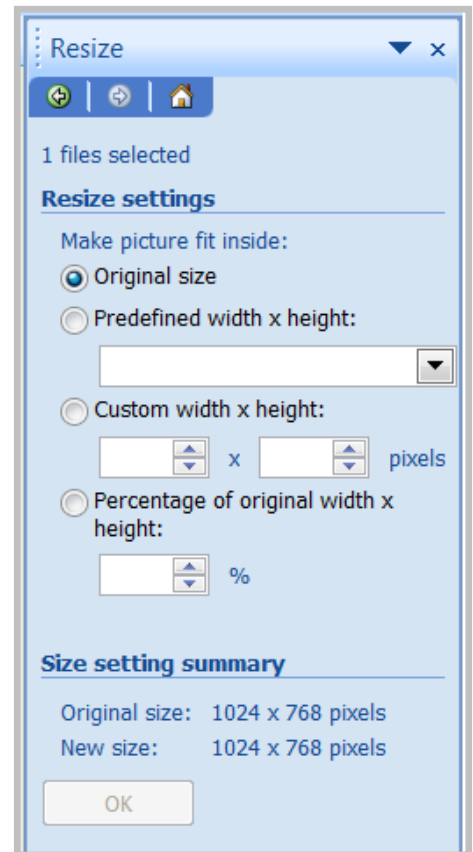 Resize
1 files selected
Resize settings
Make picture fit inside:
Original size
Predefined width x height:
Custom width x height:
x pixels
Percentage of original width x
height:
%
Size setting summary
Original size: 1024 x 768 pixels
New size: 1024 x 768 pixels
OK